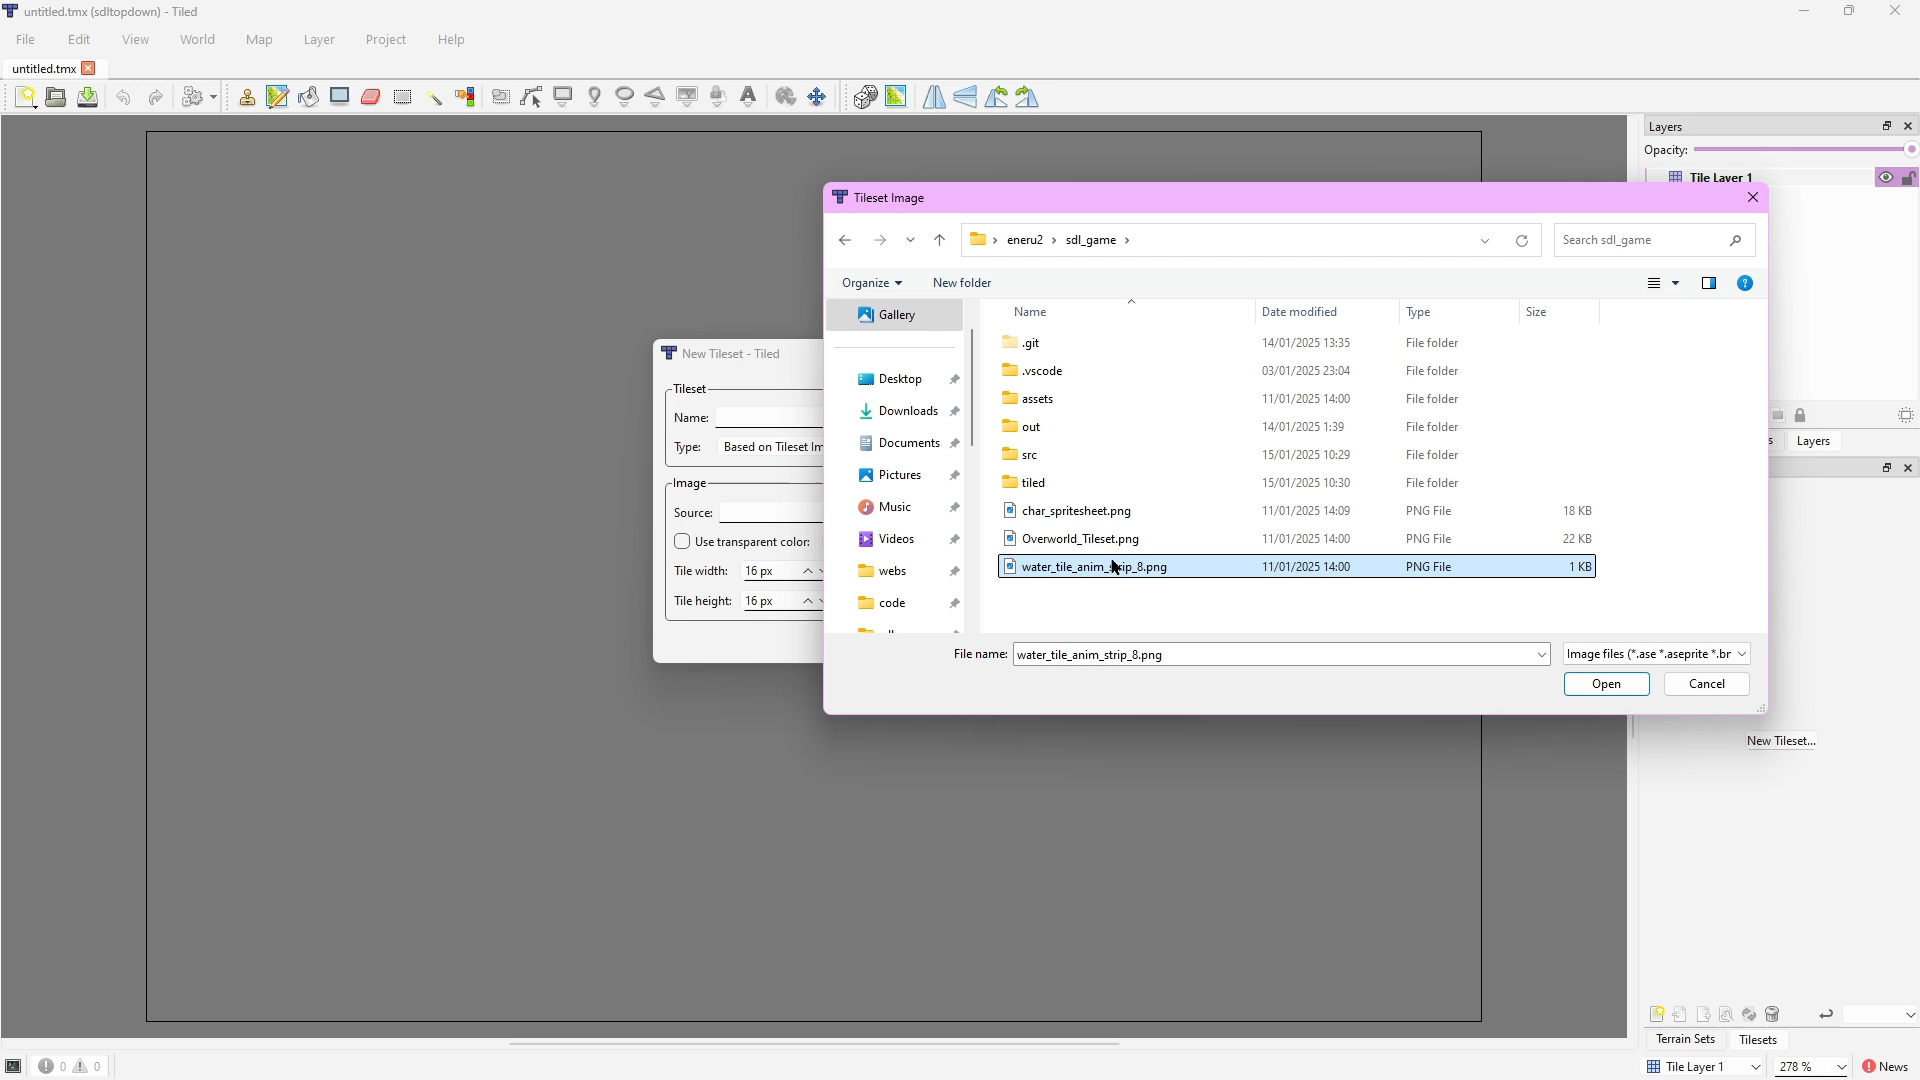 untitled.tmx (sdltopdown) - Tiled
File Edit View World Map Layer Project Help
untitled.tmx
Layers
Opacity:
Tile Layer 1
Tileset Image
eneru2 › sdl_game ›
Search sdl_game
Organize
New folder
Gallery
Desktop
Downloads
Documents
Pictures
Music
Videos
webs
code
Name Date modified Type Size
.git 14/01/2025 13:35 File folder
.vscode 03/01/2025 23:04 File folder
assets 11/01/2025 14:00 File folder
out 14/01/2025 1:39 File folder
src 15/01/2025 10:29 File folder
tiled 15/01/2025 10:30 File folder
char_spritesheet.png 11/01/2025 14:09 PNG File 18 KB
Overworld_Tileset.png 11/01/2025 14:00 PNG File 22 KB
water_tile_anim_strip_8.png 11/01/2025 14:00 PNG File 1 KB
File name: water_tile_anim_strip_8.png
Image files (*.ase *.aseprite *.br
Open
Cancel
New Tileset - Tiled
Tileset
Name:
Type: Based on Tileset Im
Image
Source:
Use transparent color:
Tile width: 16 px
Tile height: 16 px
Layers
New Tileset...
Terrain Sets
Tilesets
0 0
Tile Layer 1
278 %
News